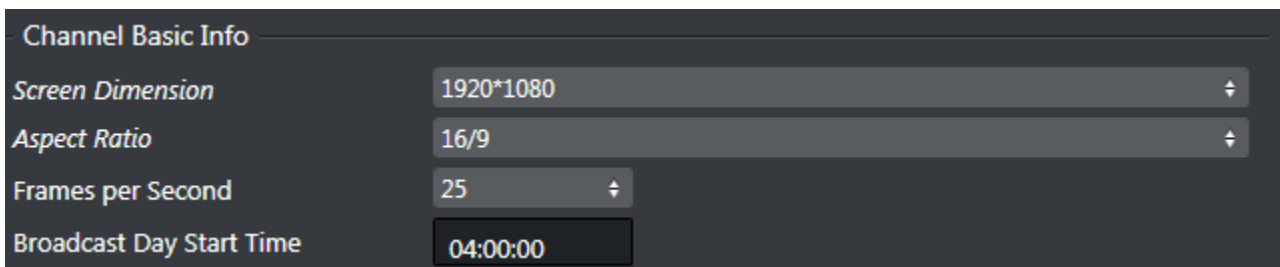 Channel Basic Info
Screen Dimension 1920*1080
Aspect Ratio 16/9
Frames per Second 25
Broadcast Day Start Time 04:00:00